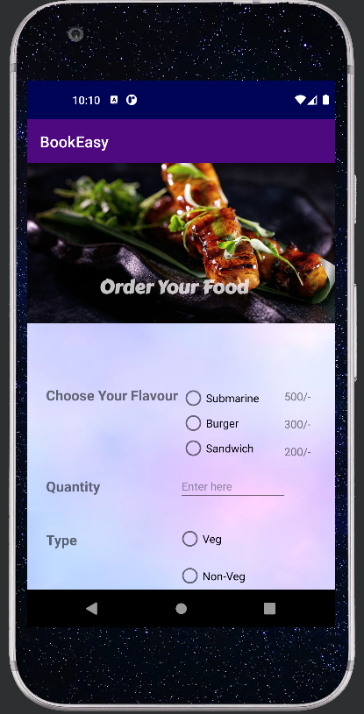 10:10
BookEasy
Order Your Food
Choose Your Flavour Submarine 500/-
Burger 300/-
Sandwich 200/-
Quantity Enter here
Type Veg
Non-Veg